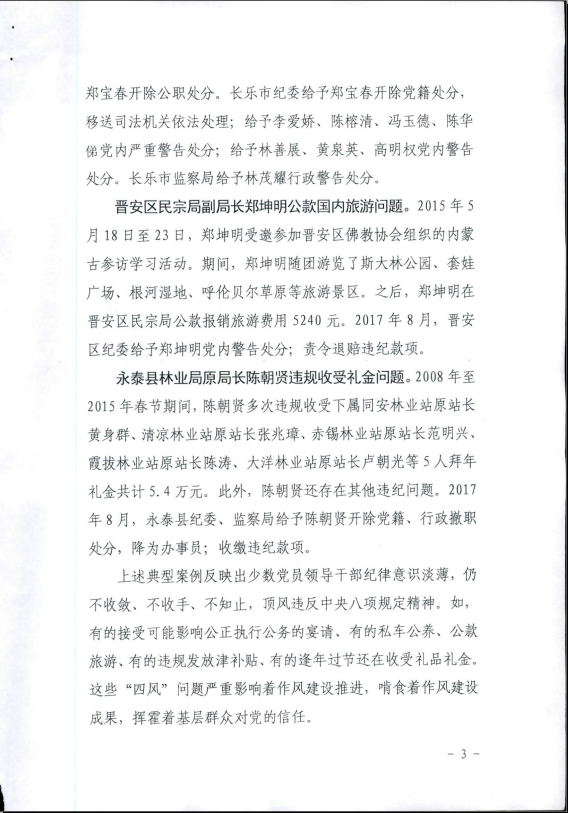 郑宝春开除公职处分。长乐市纪委给予郑宝春开除党籍处分，
移送司法机关依法处理；给予李爱娇、陈榕清、冯玉德、陈华
俤党内严重警告处分；给予林善展、黄泉英、高明权党内警告
处分。长乐市监察局给予林茂耀行政警告处分。
晋安区民宗局副局长郑坤明公款国内旅游问题。2015年5
月18日至23日，郑坤明受邀参加晋安区佛教协会组织的内蒙
古参访学习活动。期间，郑坤明随团游览了斯大林公园、套娃
广场、根河湿地、呼伦贝尔草原等旅游景区。之后，郑坤明在
晋安区民宗局公款报销旅游费用5240元。2017年8月，晋安
区纪委给予郑坤明党内警告处分；责令退赔违纪款项。
永泰县林业局原局长陈朝贤违规收受礼金问题。2008年至
2015年春节期间，陈朝贤多次违规收受下属同安林业站原站长
黄身群、清凉林业站原站长张兆璋、赤锡林业站原站长范明兴、
霞拔林业站原站长陈涛、大洋林业站原站长卢朝光等5人拜年
礼金共计5.4万元。此外，陈朝贤还存在其他违纪问题。2017
年8月，永泰县纪委、监察局给予陈朝贤开除党籍、行政撤职
处分，降为办事员；收缴违纪款项。
上述典型案例反映出少数党员领导干部纪律意识淡薄，仍
不收敛、不收手、不知止，顶风违反中央八项规定精神。如，
有的接受可能影响公正执行公务的宴请、有的私车公养、公款
旅游、有的违规发放津补贴、有的逢年过节还在收受礼品礼金。
这些“四风”问题严重影响着作风建设推进，啃食着作风建设
成果，挥霍着基层群众对党的信任。
- 3 -